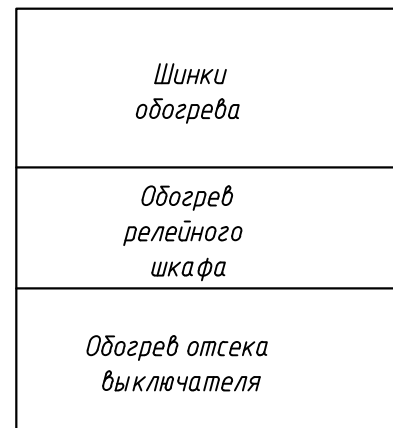 Шинки
обогрева
Обогрев
релейного
шкафа
Обогрев отсека
выключателя